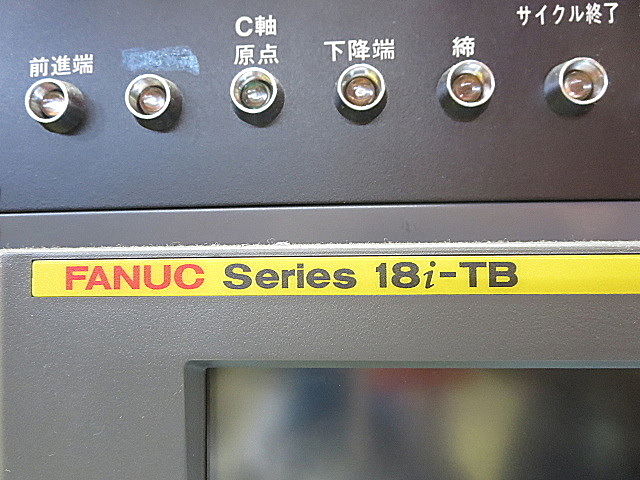 前進端
C軸
原点
下降端
締
サイクル終了
FANUC Series 18i-TB